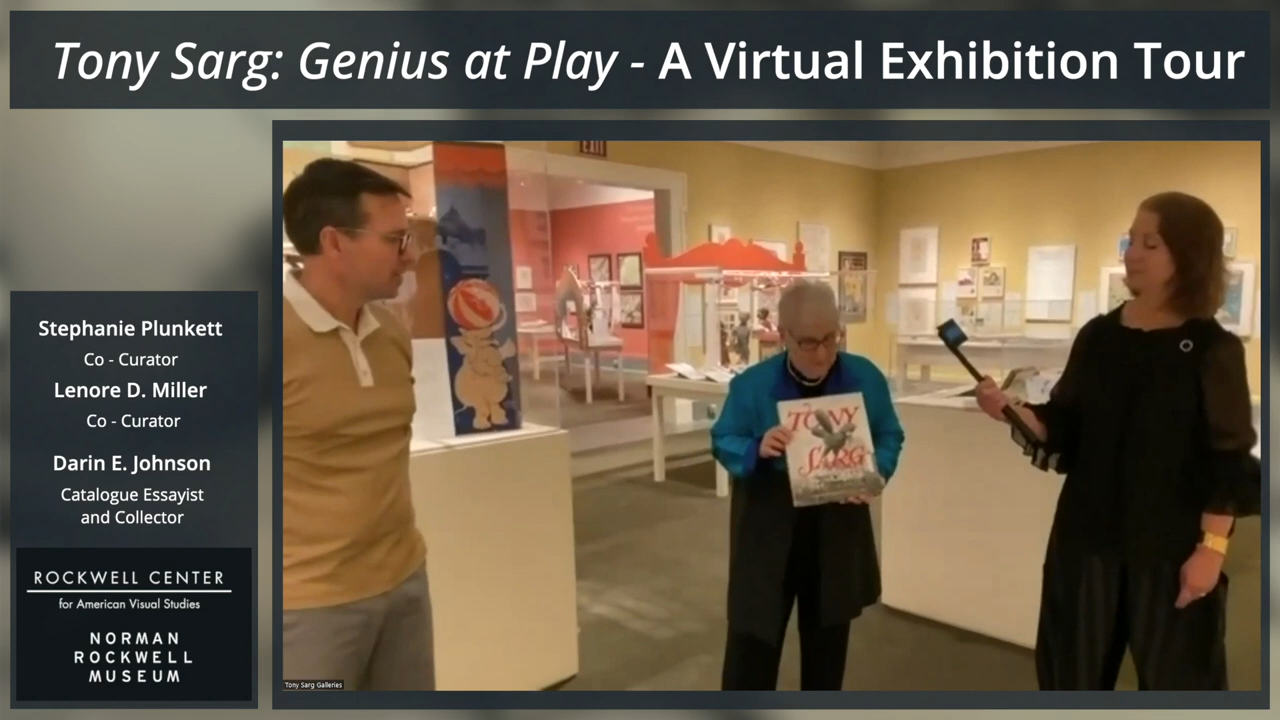 Tony Sarg: Genius at Play - A Virtual Exhibition Tour
EXIT
TONY
SARG
Stephanie Plunkett
Co - Curator
Lenore D. Miller
Co - Curator
Darin E. Johnson
Catalogue Essayist
and Collector
ROCKWELL CENTER
for American Visual Studies
NORMAN
ROCKWELL
MUSEUM
Tony Sarg Galleries